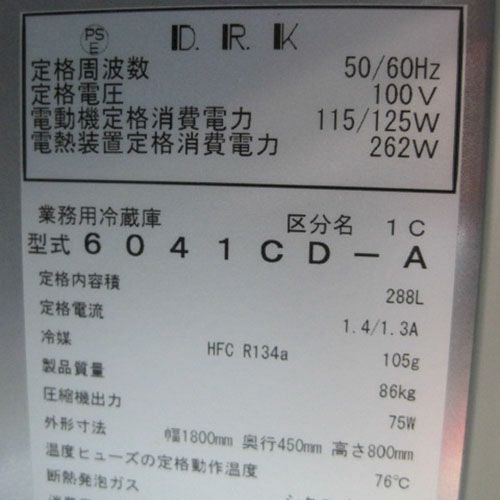 PS E D. R. K
定格周波数 50/60Hz
定格電圧 100V
電動機定格消費電力 115/125W
電熱装置定格消費電力 262W
業務用冷蔵庫 区分名 1C
型式 6041CD-A
定格内容積 288L
定格電流 1.4/1.3A
冷媒 HFC R134a 105g
製品質量 86kg
圧縮機出力 75W
外形寸法 幅1800mm 奥行450mm 高さ800mm
温度ヒューズの定格動作温度 76℃
断熱発泡ガス